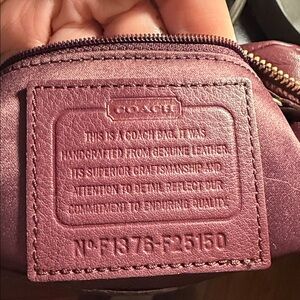 COACH
THIS IS A COACH BAG. IT WAS
HANDCRAFTED FROM GENUINE LEATHER.
ITS SUPERIOR CRAFTSMANSHIP AND
ATTENTION TO DETAIL REFLECT OUR
COMMITMENT TO ENDURING QUALITY.
Nº F1376-F25150